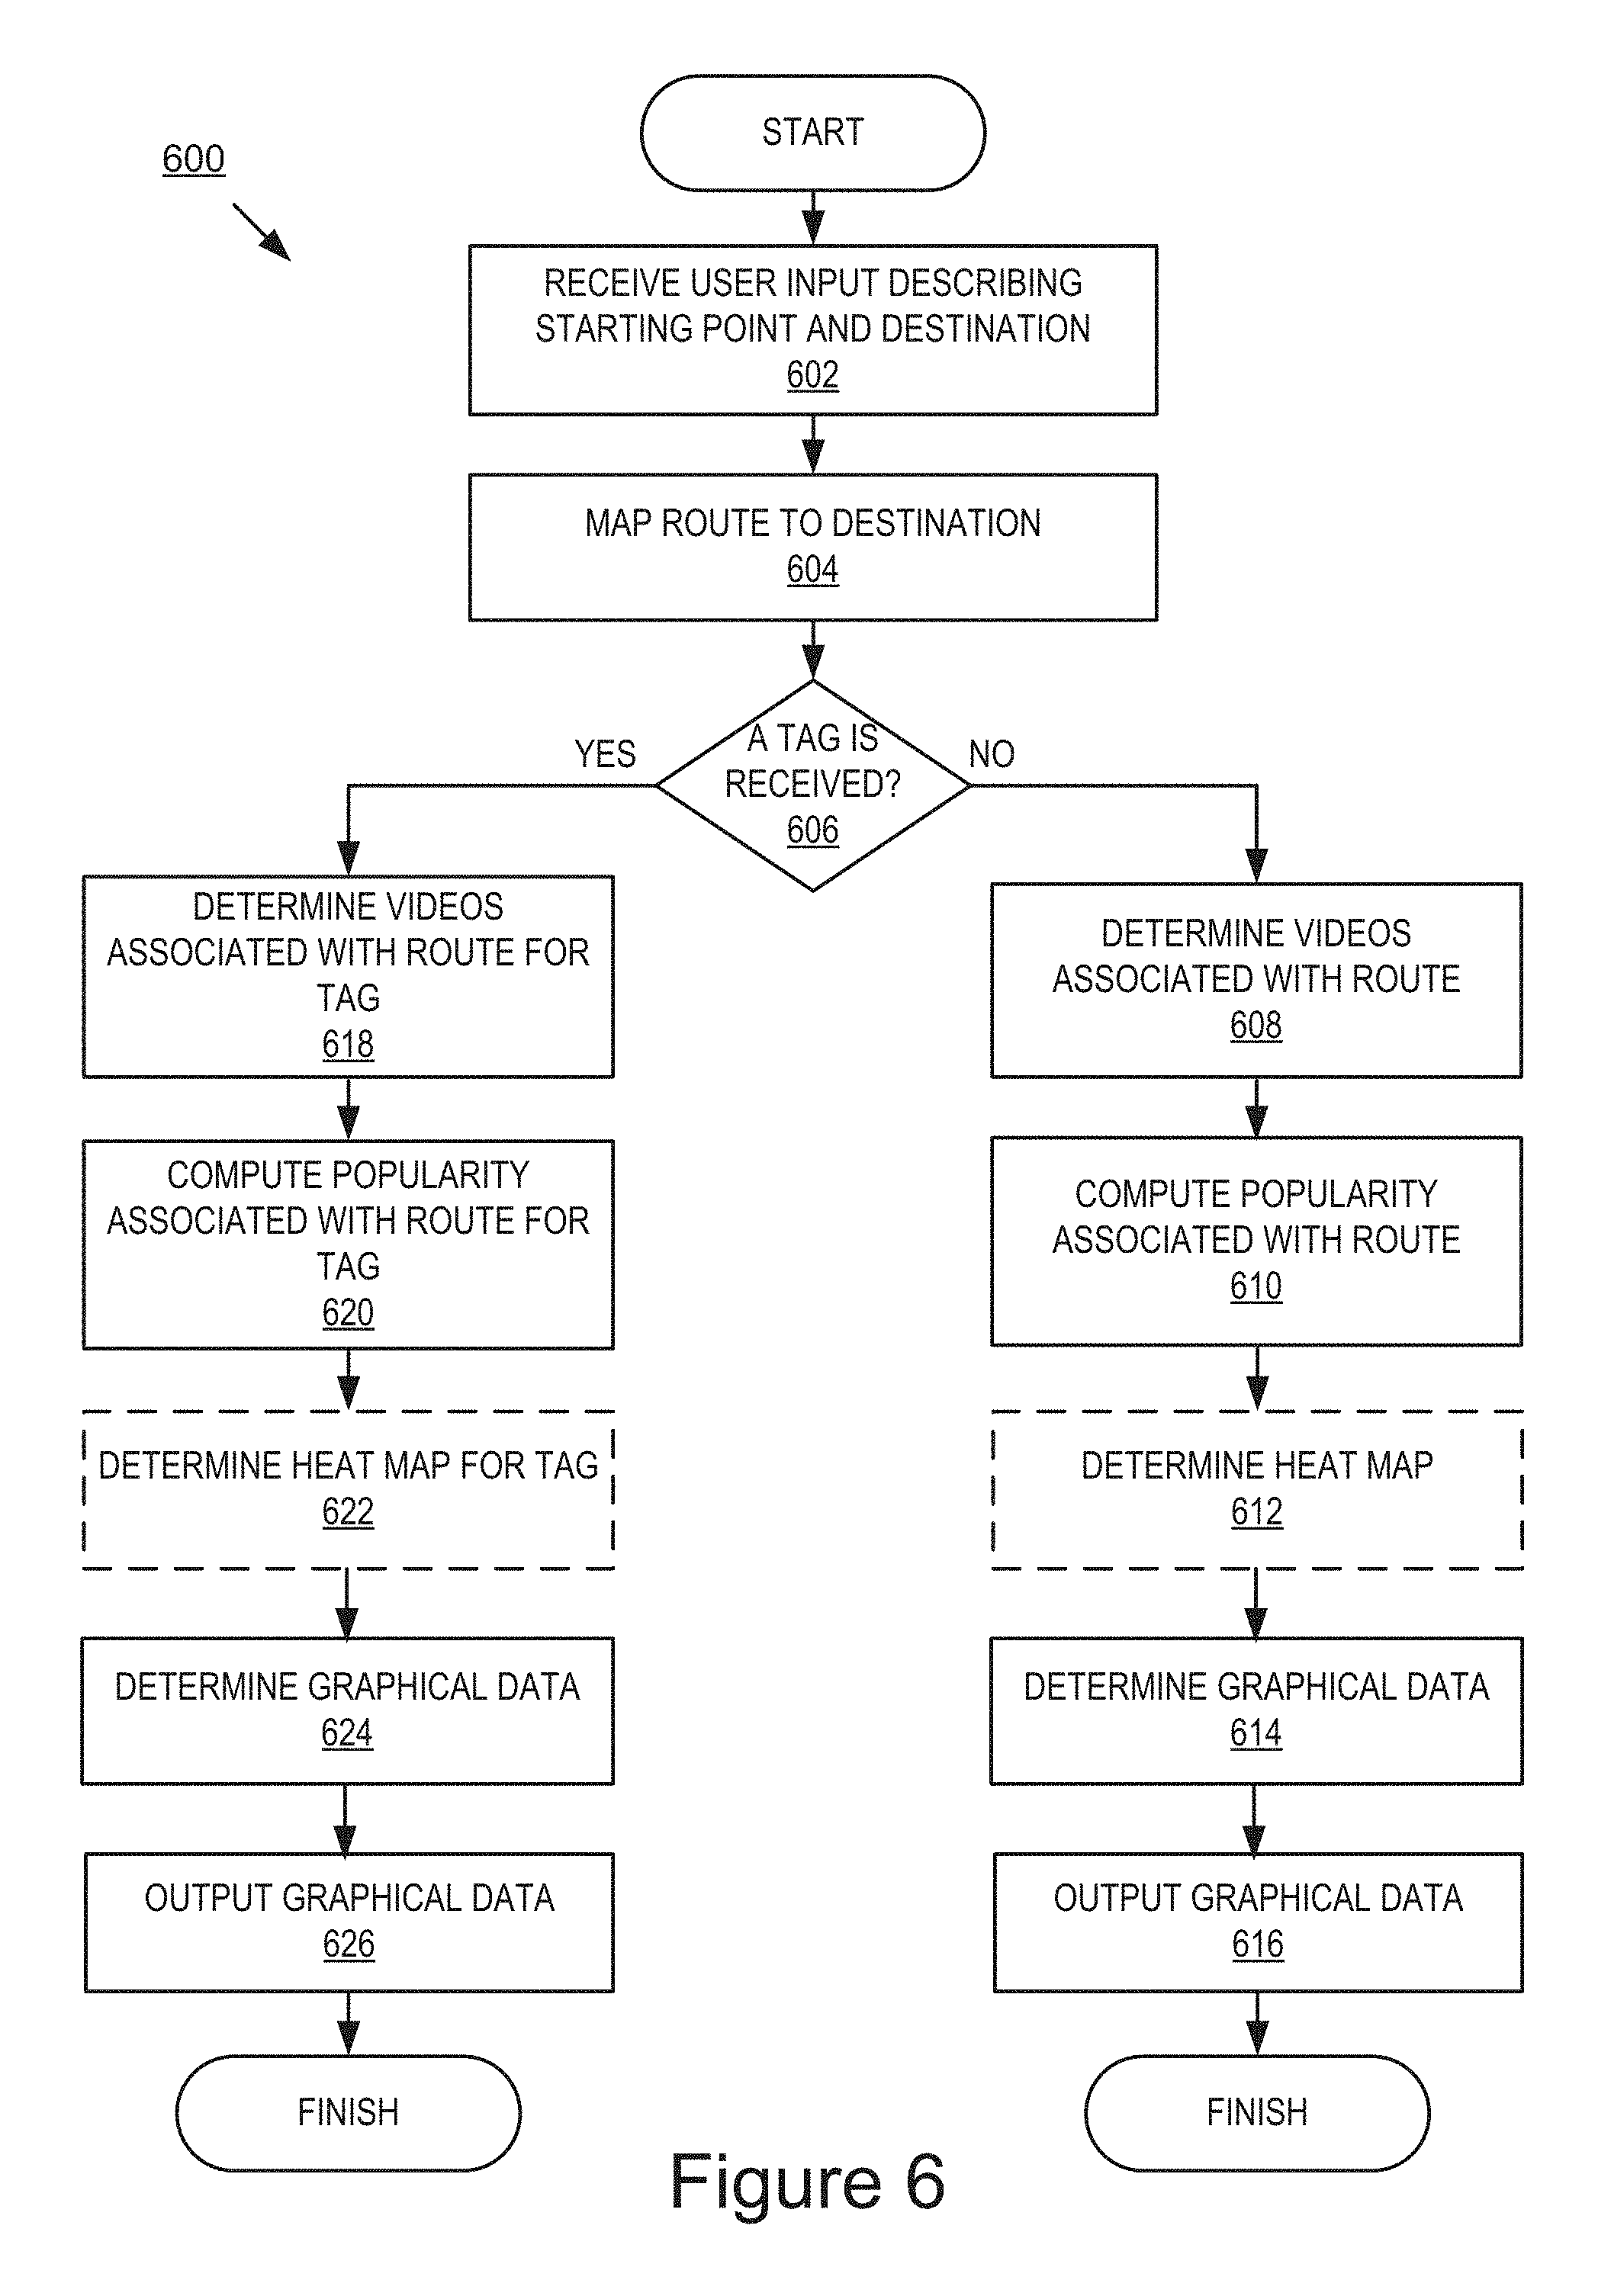 START
600
RECEIVE USER INPUT DESCRIBING
STARTING POINT AND DESTINATION
602
MAP ROUTE TO DESTINATION
604
A TAG IS
RECEIVED?
606
YES
NO
DETERMINE VIDEOS
ASSOCIATED WITH ROUTE FOR
TAG
618
COMPUTE POPULARITY
ASSOCIATED WITH ROUTE FOR
TAG
620
DETERMINE HEAT MAP FOR TAG
622
DETERMINE GRAPHICAL DATA
624
OUTPUT GRAPHICAL DATA
626
FINISH
DETERMINE VIDEOS
ASSOCIATED WITH ROUTE
608
COMPUTE POPULARITY
ASSOCIATED WITH ROUTE
610
DETERMINE HEAT MAP
612
DETERMINE GRAPHICAL DATA
614
OUTPUT GRAPHICAL DATA
616
FINISH
Figure 6